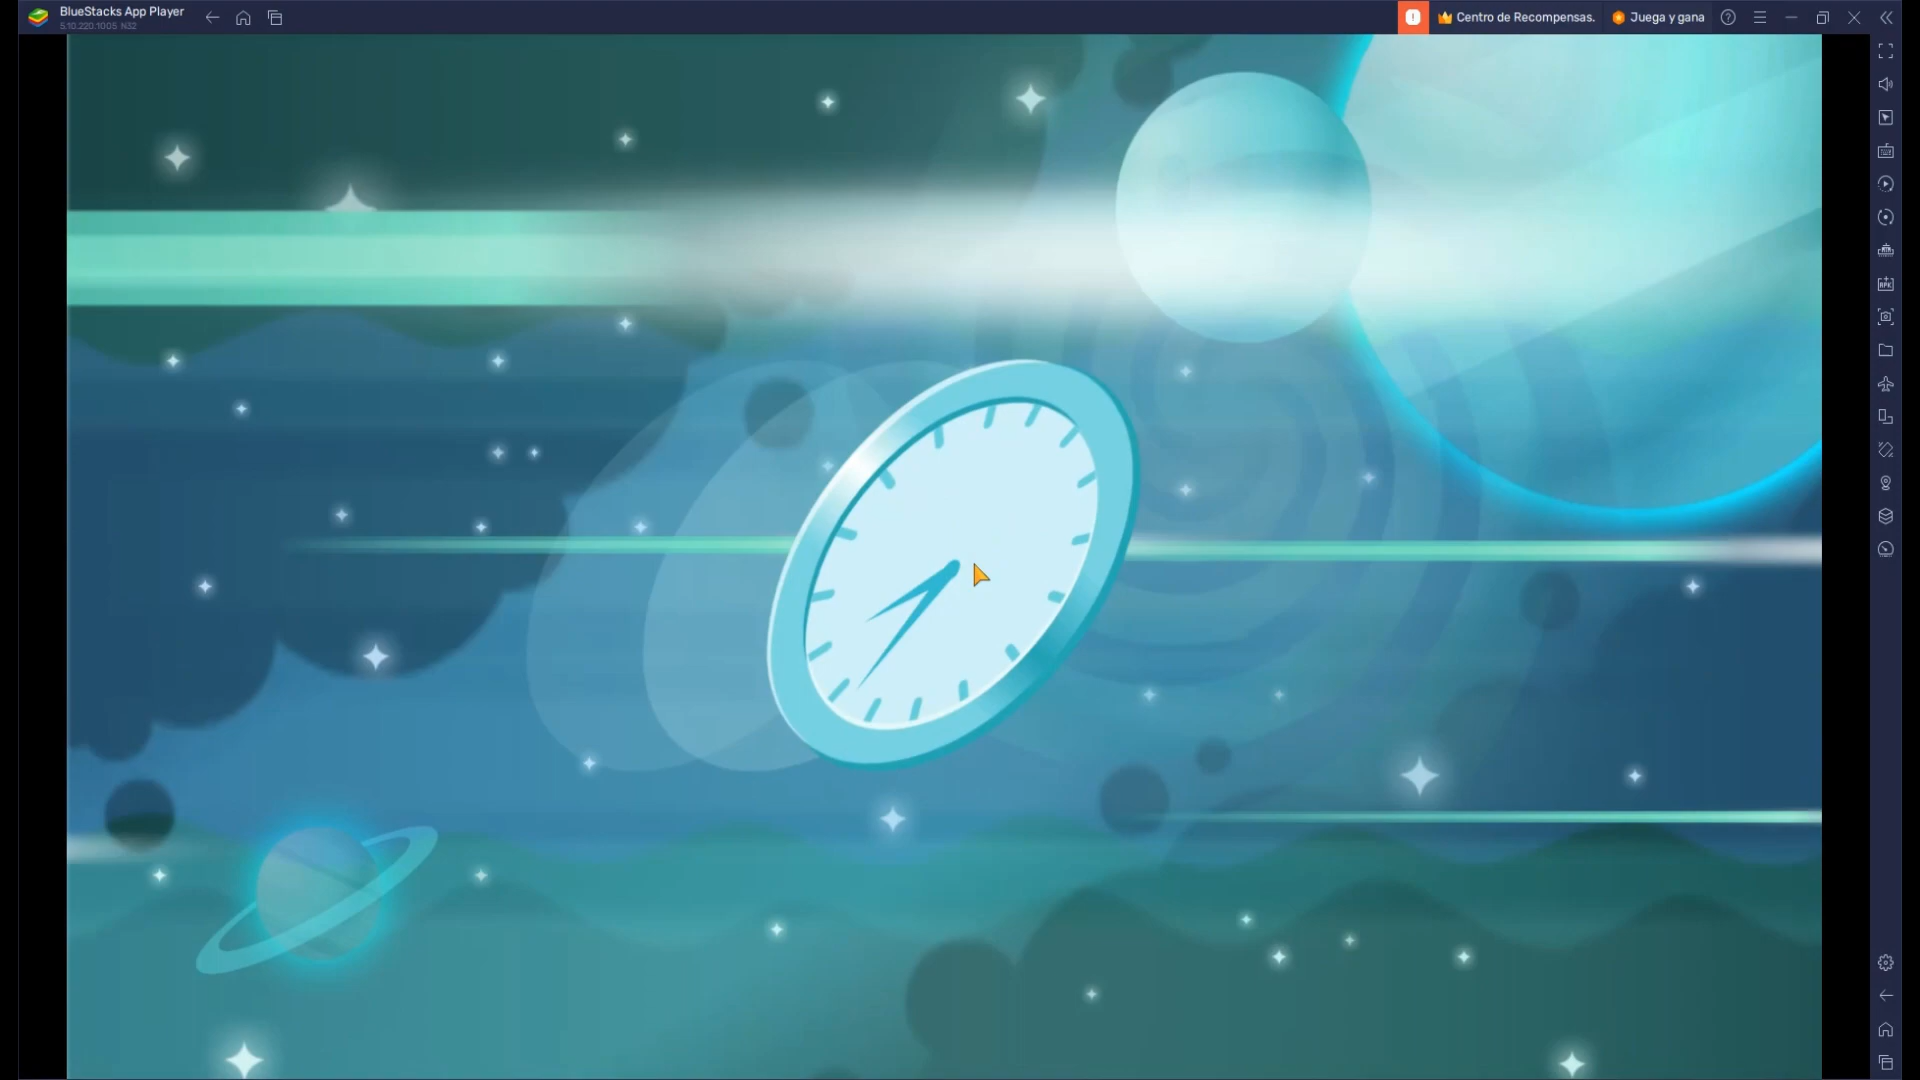 BlueStacks App Player
5.10.220.1005 N32
Centro de Recompensas.
Juega y gana